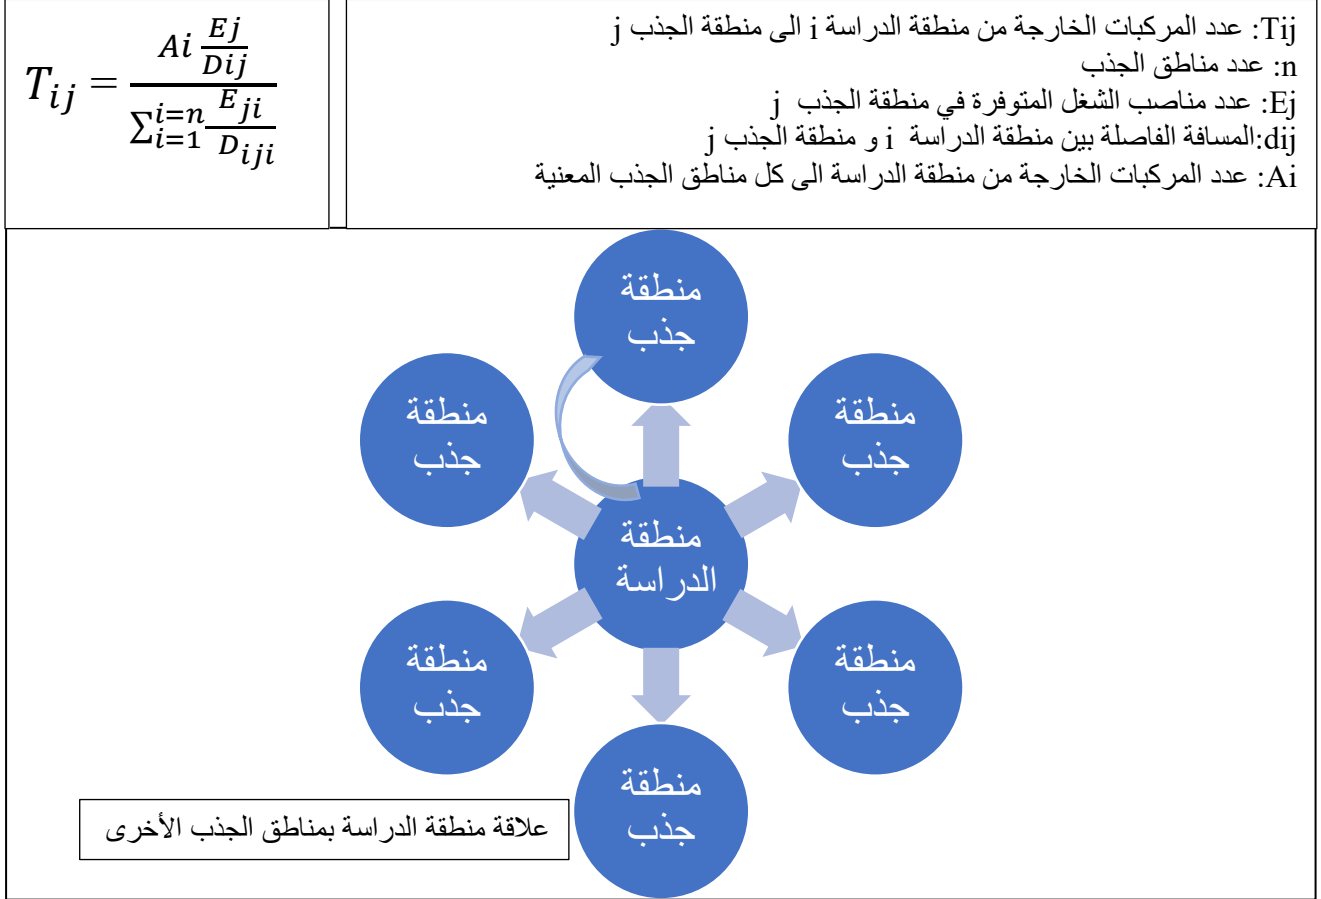 Tij = Ai Ej/Dij / ∑i=1 i=n Eji/Diji
Tij: عدد المركبات الخارجة من منطقة الدراسة i الى منطقة الجذب j
n: عدد مناطق الجذب
Ej: عدد مناصب الشغل المتوفرة في منطقة الجذب j
dij:المسافة الفاصلة بين منطقة الدراسة i و منطقة الجذب j
Ai: عدد المركبات الخارجة من منطقة الدراسة الى كل مناطق الجذب المعنية
منطقة
جذب
منطقة
جذب
منطقة
جذب
منطقة
الدراسة
منطقة
جذب
منطقة
جذب
منطقة
جذب
علاقة منطقة الدراسة بمناطق الجذب الأخرى